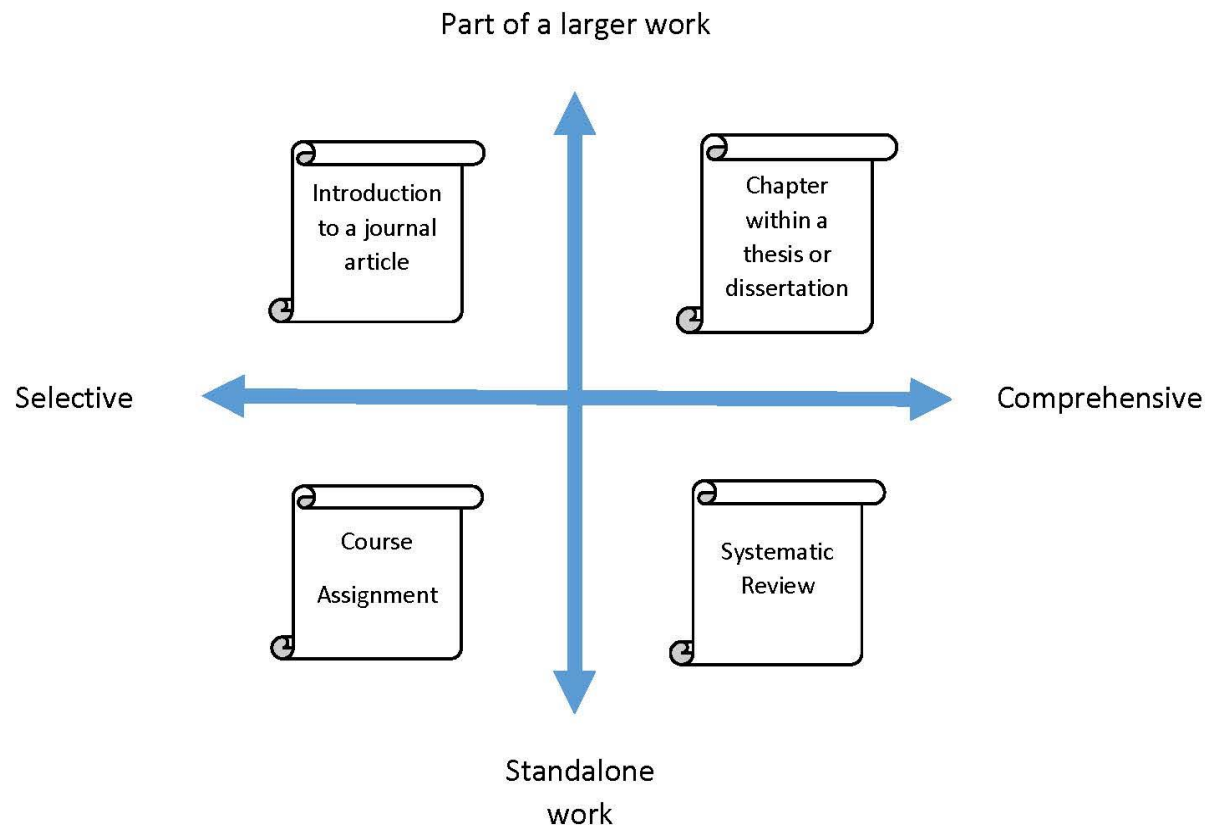 Part of a larger work
Introduction
to a journal
article
Chapter
within a
thesis or
dissertation
Selective
Comprehensive
Course
Assignment
Systematic
Review
Standalone
work